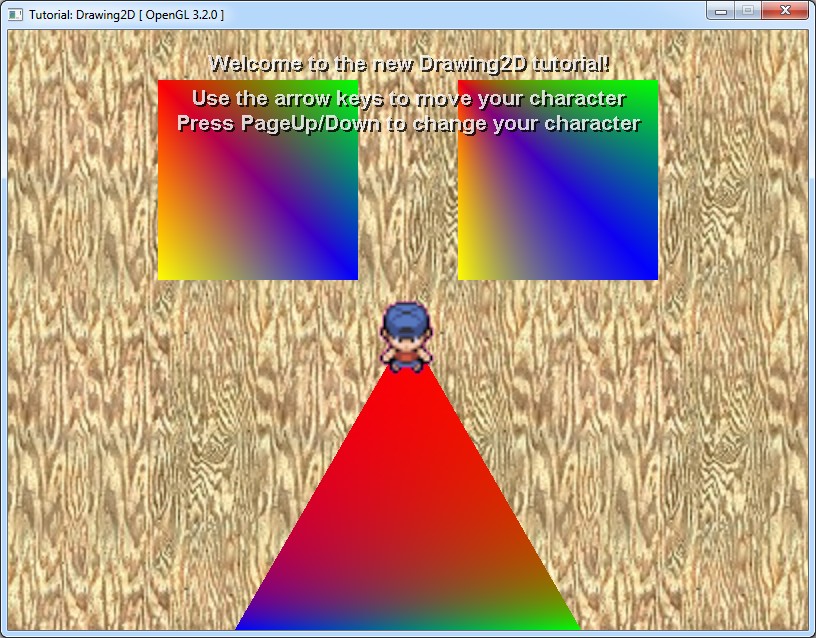 Tutorial: Drawing2D [ OpenGL 3.2.0 ]
Welcome to the new Drawing2D tutorial!
Use the arrow keys to move your character
Press PageUp/Down to change your character